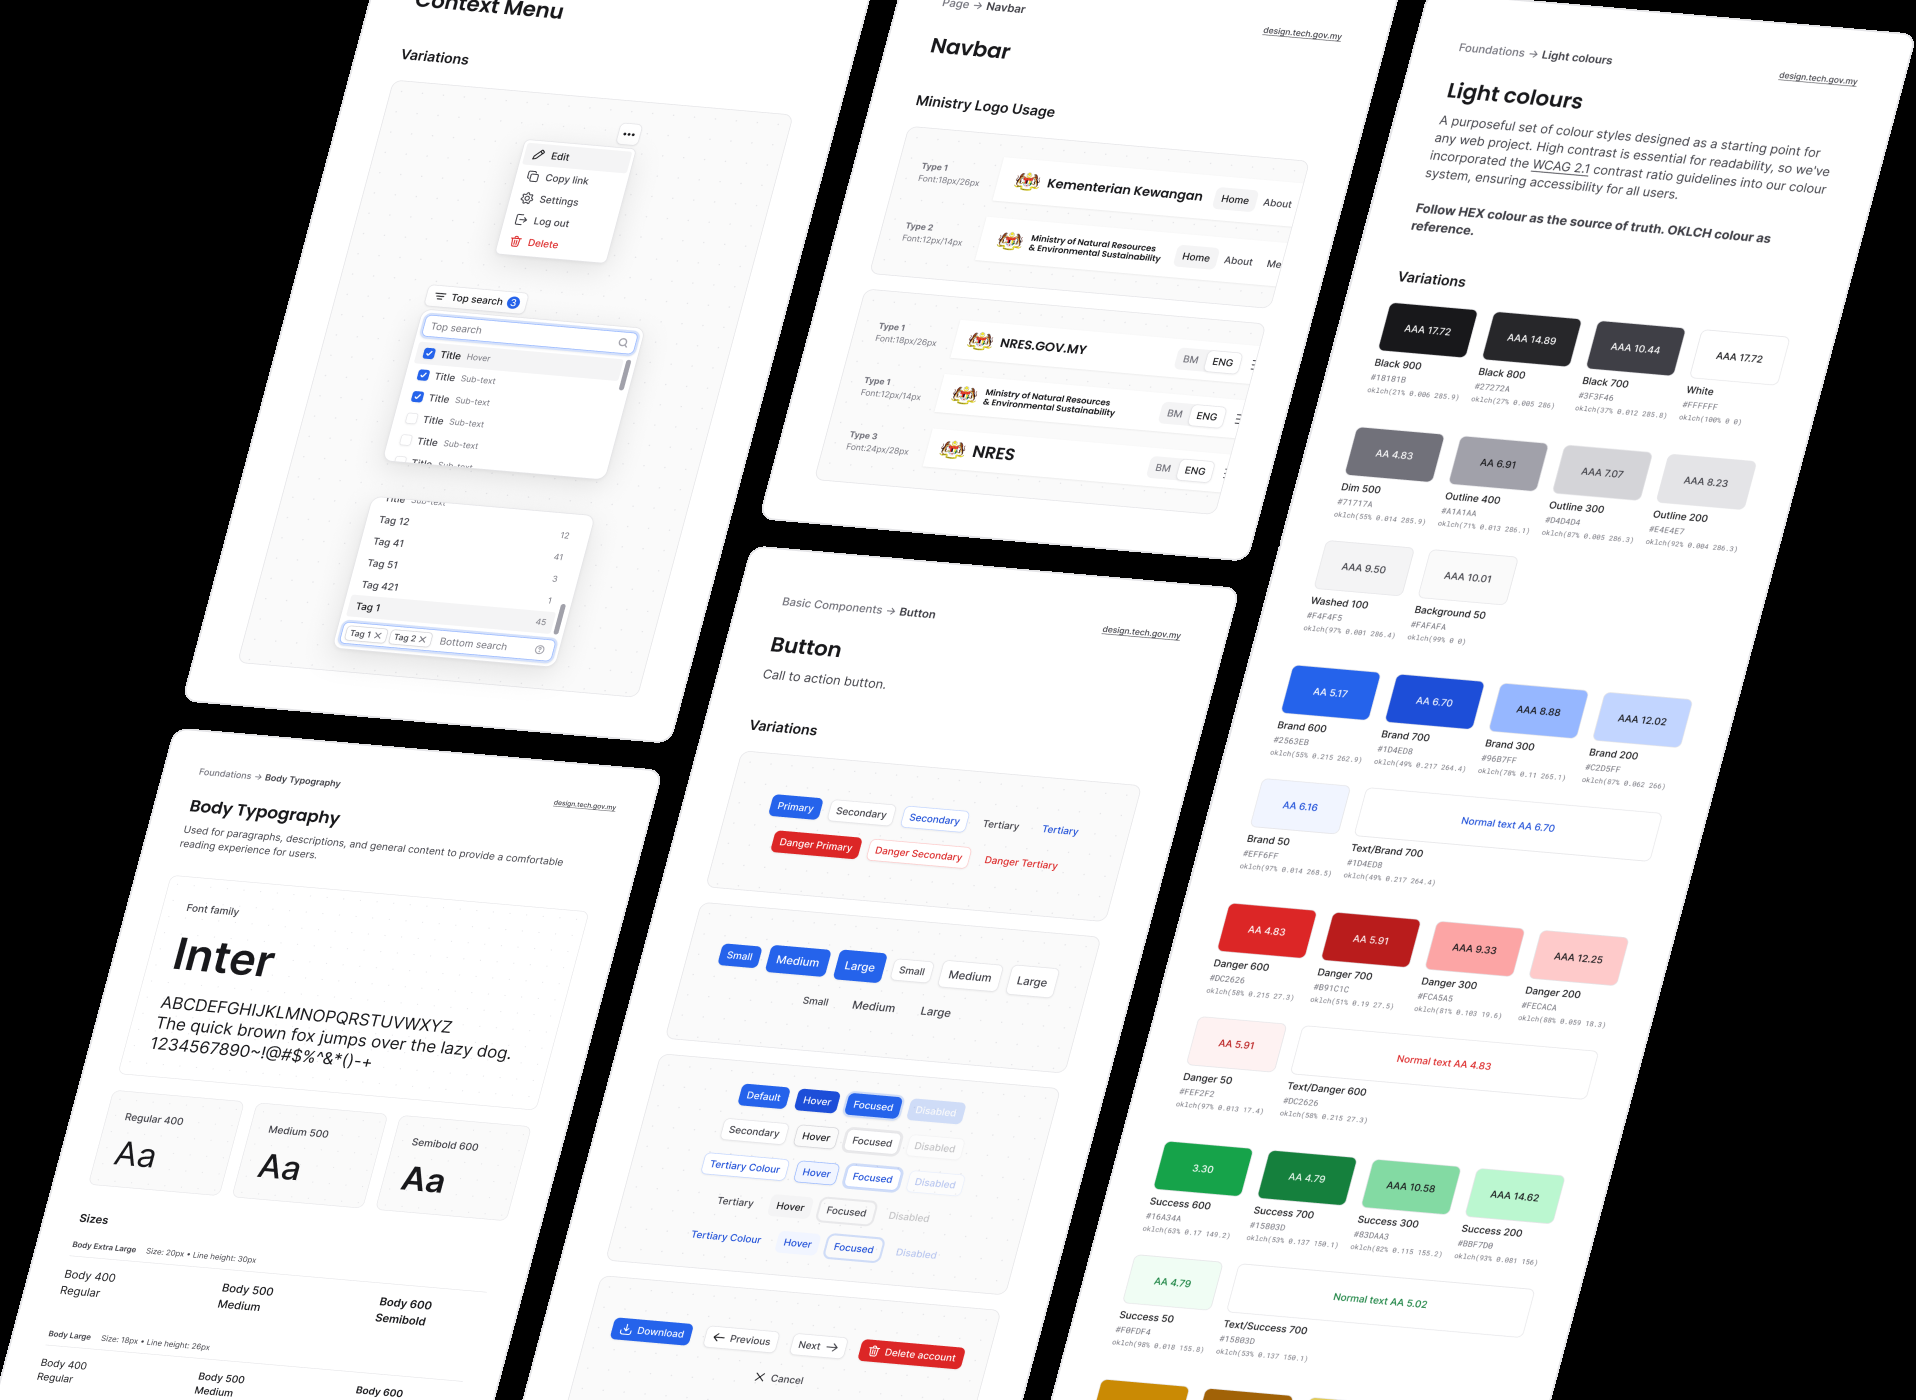 Context Menu
Variations
Edit
Copy link
Settings
Log out
Delete
Top search 3
Top search
Title Hover
Title Sub-text
Title Sub-text
Title Sub-text
Title Sub-text
Title Sub-text
Title Sub-text
Tag 12 12
Tag 41 41
Tag 51 3
Tag 421 1
Tag 1 45
Tag 1 Tag 2 Bottom search
Foundations → Body Typography
design.tech.gov.my
Body Typography
Used for paragraphs, descriptions, and general content to provide a comfortable
reading experience for users.
Font family
Inter
ABCDEFGHIJKLMNOPQRSTUVWXYZ
The quick brown fox jumps over the lazy dog.
1234567890~!@#$%^&*()-+
Regular 400
Aa
Medium 500
Aa
Semibold 600
Aa
Sizes
Body Extra Large Size: 20px • Line height: 30px
Body 400
Regular
Body 500
Medium
Body 600
Semibold
Body Large Size: 18px • Line height: 26px
Body 400
Regular
Body 500
Medium
Body 600
Page → Navbar
design.tech.gov.my
Navbar
Ministry Logo Usage
Type 1
Font:18px/26px
Kementerian Kewangan Home About
Type 2
Font:12px/14px
Ministry of Natural Resources
& Environmental Sustainability
Home About Me
Type 1
Font:18px/26px
NRES.GOV.MY BM ENG
Type 1
Font:12px/14px
Ministry of Natural Resources
& Environmental Sustainability
BM ENG
Type 3
Font:24px/28px
NRES BM ENG
Basic Components → Button
design.tech.gov.my
Button
Call to action button.
Variations
Primary Secondary Secondary Tertiary Tertiary
Danger Primary Danger Secondary Danger Tertiary
Small Medium Large Small Medium Large
Small Medium Large
Default Hover Focused Disabled
Secondary Hover Focused Disabled
Tertiary Colour Hover Focused Disabled
Tertiary Hover Focused Disabled
Tertiary Colour Hover Focused Disabled
Download Previous Next Delete account
Cancel
Foundations → Light colours
design.tech.gov.my
Light colours
A purposeful set of colour styles designed as a starting point for
any web project. High contrast is essential for readability, so we've
incorporated the WCAG 2.1 contrast ratio guidelines into our colour
system, ensuring accessibility for all users.
Follow HEX colour as the source of truth. OKLCH colour as
reference.
Variations
AAA 17.72
Black 900
#18181B
oklch(21% 0.006 285.9)
AAA 14.89
Black 800
#27272A
oklch(27% 0.005 286)
AAA 10.44
Black 700
#3F3F46
oklch(37% 0.012 285.8)
AAA 17.72
White
#FFFFFF
oklch(100% 0 0)
AA 4.83
Dim 500
#71717A
oklch(55% 0.014 285.9)
AA 6.91
Outline 400
#A1A1AA
oklch(71% 0.013 286.1)
AAA 7.07
Outline 300
#D4D4D4
oklch(87% 0.005 286.3)
AAA 8.23
Outline 200
#E4E4E7
oklch(92% 0.004 286.3)
AAA 9.50
Washed 100
#F4F4F5
oklch(97% 0.001 286.4)
AAA 10.01
Background 50
#FAFAFA
oklch(99% 0 0)
AA 5.17
Brand 600
#2563EB
oklch(55% 0.215 262.9)
AA 6.70
Brand 700
#1D4ED8
oklch(49% 0.217 264.4)
AAA 8.88
Brand 300
#96B7FF
oklch(78% 0.11 265.1)
AAA 12.02
Brand 200
#C2D5FF
oklch(87% 0.062 266)
AA 6.16
Brand 50
#EFF6FF
oklch(97% 0.014 268.5)
Normal text AA 6.70
Text/Brand 700
#1D4ED8
oklch(49% 0.217 264.4)
AA 4.83
Danger 600
#DC2626
oklch(58% 0.215 27.3)
AA 5.91
Danger 700
#B91C1C
oklch(51% 0.19 27.5)
AAA 9.33
Danger 300
#FCA5A5
oklch(81% 0.103 19.6)
AAA 12.25
Danger 200
#FECACA
oklch(88% 0.059 18.3)
AA 5.91
Danger 50
#FEF2F2
oklch(97% 0.013 17.4)
Normal text AA 4.83
Text/Danger 600
#DC2626
oklch(58% 0.215 27.3)
3.30
Success 600
#16A34A
oklch(63% 0.17 149.2)
AA 4.79
Success 700
#15803D
oklch(53% 0.137 150.1)
AAA 10.58
Success 300
#83DAA3
oklch(82% 0.115 155.2)
AAA 14.62
Success 200
#BBF7D0
oklch(93% 0.081 156)
AA 4.79
Success 50
#F0FDF4
oklch(98% 0.018 155.8)
Normal text AA 5.02
Text/Success 700
#15803D
oklch(53% 0.137 150.1)